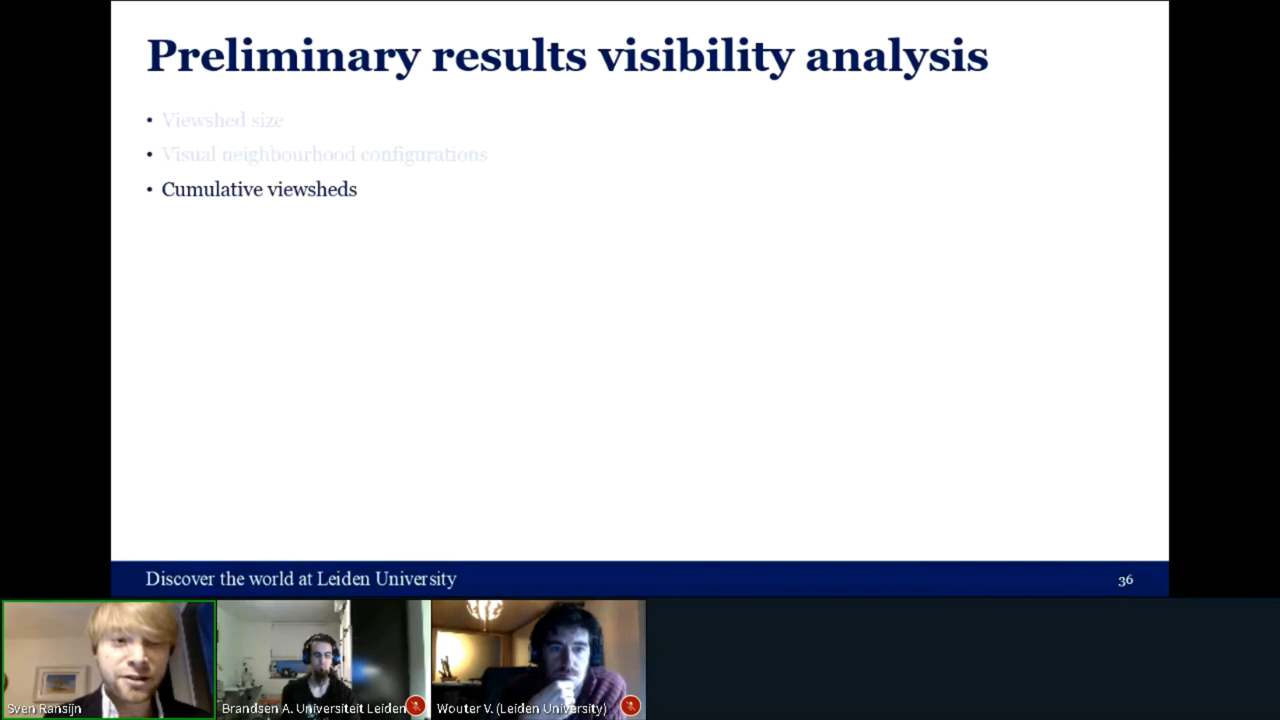 Preliminary results visibility analysis
• Viewshed size
• Visual neighbourhood configurations
• Cumulative viewsheds
Discover the world at Leiden University
36
Sven Ransijn
Brandsen A. Universiteit Leiden
Wouter V. (Leiden University)